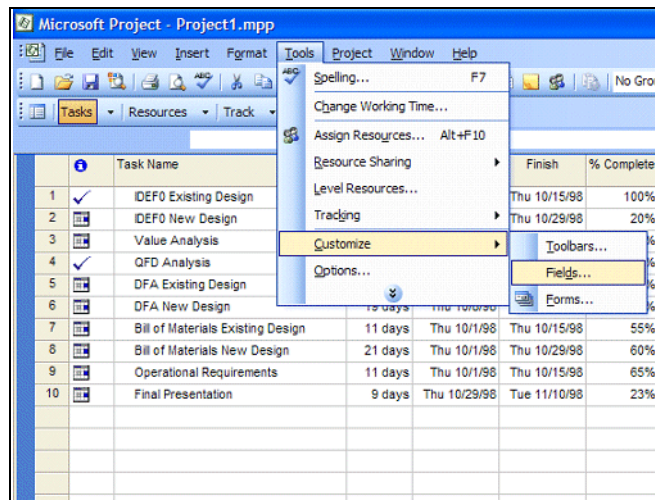 Microsoft Project - Project1.mpp
File Edit View Insert Format Tools Project Window Help
No Gro
Tasks Resources Track
Spelling... F7
Change Working Time...
Assign Resources... Alt+F10
Resource Sharing
Level Resources...
Tracking
Customize
Options...
Toolbars...
Fields...
Forms...
Task Name Finish % Complete
1 IDEF0 Existing Design Thu 10/15/98 100%
2 IDEF0 New Design Thu 10/29/98 20%
3 Value Analysis
4 QFD Analysis
5 DFA Existing Design
6 DFA New Design 19 days Thu 10/8/98
7 Bill of Materials Existing Design 11 days Thu 10/1/98 Thu 10/15/98 55%
8 Bill of Materials New Design 21 days Thu 10/1/98 Thu 10/29/98 60%
9 Operational Requirements 11 days Thu 10/1/98 Thu 10/15/98 65%
10 Final Presentation 9 days Thu 10/29/98 Tue 11/10/98 23%